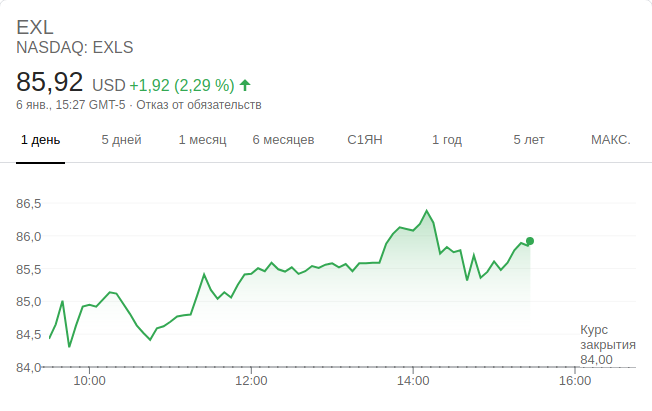 EXL
NASDAQ: EXLS
85,92 USD +1,92 (2,29 %)
6 янв., 15:27 GMT-5 · Отказ от обязательств
1 день 5 дней 1 месяц 6 месяцев С1ЯН 1 год 5 лет МАКС.
86,5
86,0
85,5
85,0
84,5
84,0
Курс
закрытия
84,00
10:00 12:00 14:00 16:00